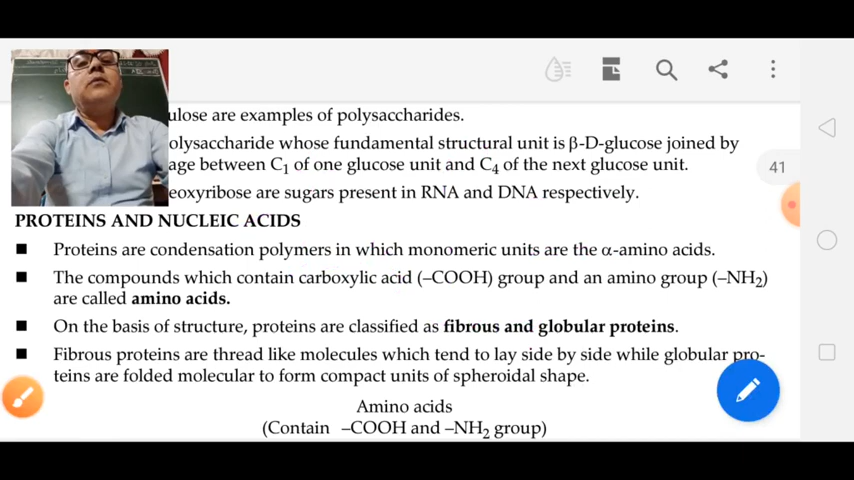 ulose are examples of polysaccharides.
olysaccharide whose fundamental structural unit is β-D-glucose joined by
age between C₁ of one glucose unit and C₄ of the next glucose unit.
41
eoxyribose are sugars present in RNA and DNA respectively.
PROTEINS AND NUCLEIC ACIDS
■ Proteins are condensation polymers in which monomeric units are the α-amino acids.
■ The compounds which contain carboxylic acid (–COOH) group and an amino group (–NH₂)
are called amino acids.
■ On the basis of structure, proteins are classified as fibrous and globular proteins.
■ Fibrous proteins are thread like molecules which tend to lay side by side while globular pro-
teins are folded molecular to form compact units of spheroidal shape.
Amino acids
(Contain –COOH and –NH₂ group)